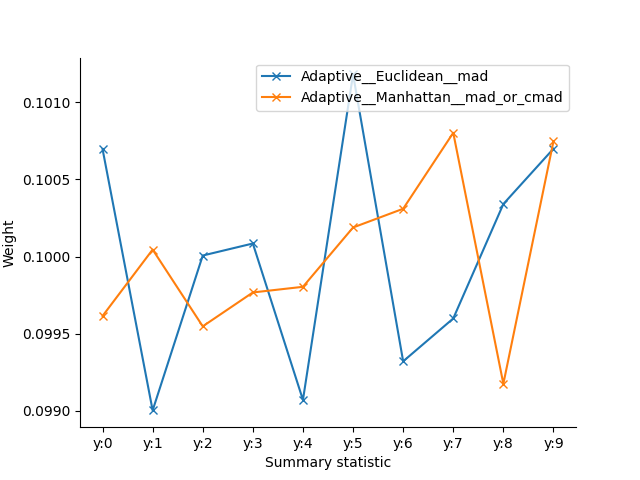 Adaptive__Euclidean__mad
Adaptive__Manhattan__mad_or_cmad
0.1010
0.1005
0.1000
0.0995
0.0990
Weight
y:0 y:1 y:2 y:3 y:4 y:5 y:6 y:7 y:8 y:9
Summary statistic